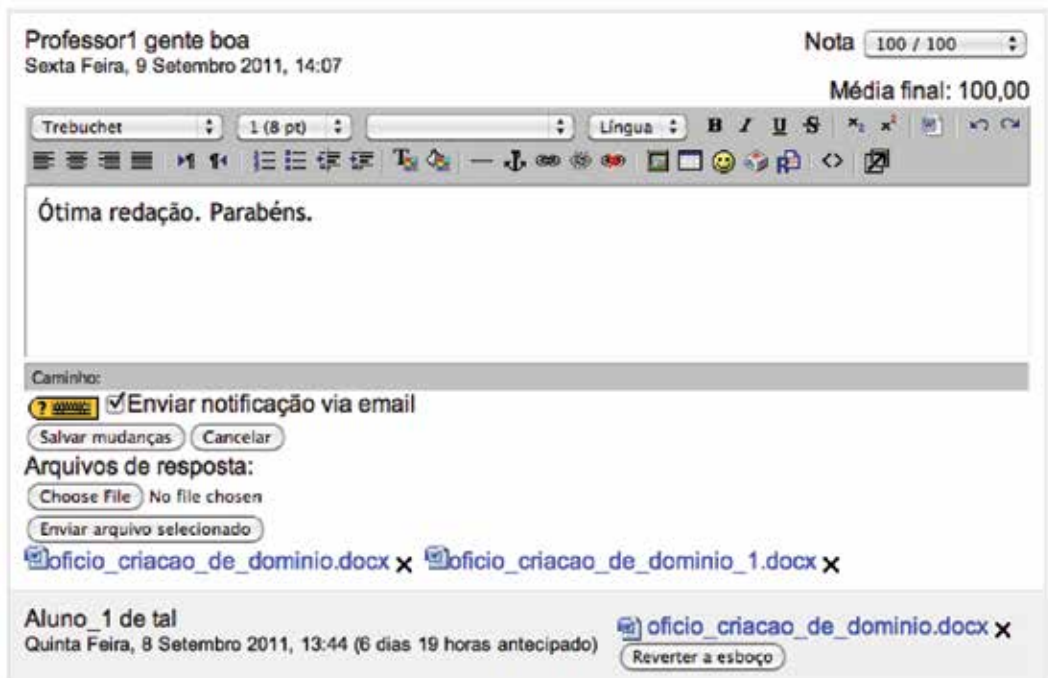 Professor1 gente boa
Nota 100 / 100
Sexta Feira, 9 Setembro 2011, 14:07
Média final: 100,00
Trebuchet 1 (8 pt) Língua B I U S x₂ x²
Ótima redação. Parabéns.
Caminho:
? Enviar notificação via email
Salvar mudanças Cancelar
Arquivos de resposta:
Choose File No file chosen
Enviar arquivo selecionado
oficio_criacao_de_dominio.docx oficio_criacao_de_dominio_1.docx
Aluno_1 de tal
oficio_criacao_de_dominio.docx
Quinta Feira, 8 Setembro 2011, 13:44 (6 dias 19 horas antecipado)
Reverter a esboço